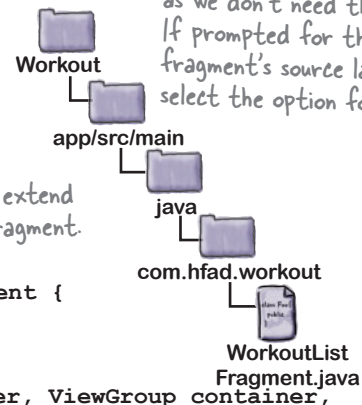 as we don't need th
If prompted for th
fragment's source la
select the option fo
Workout
app/src/main
extend
ragment.
java
com.hfad.workout
ent {
WorkoutList
Fragment.java
er, ViewGroup container,